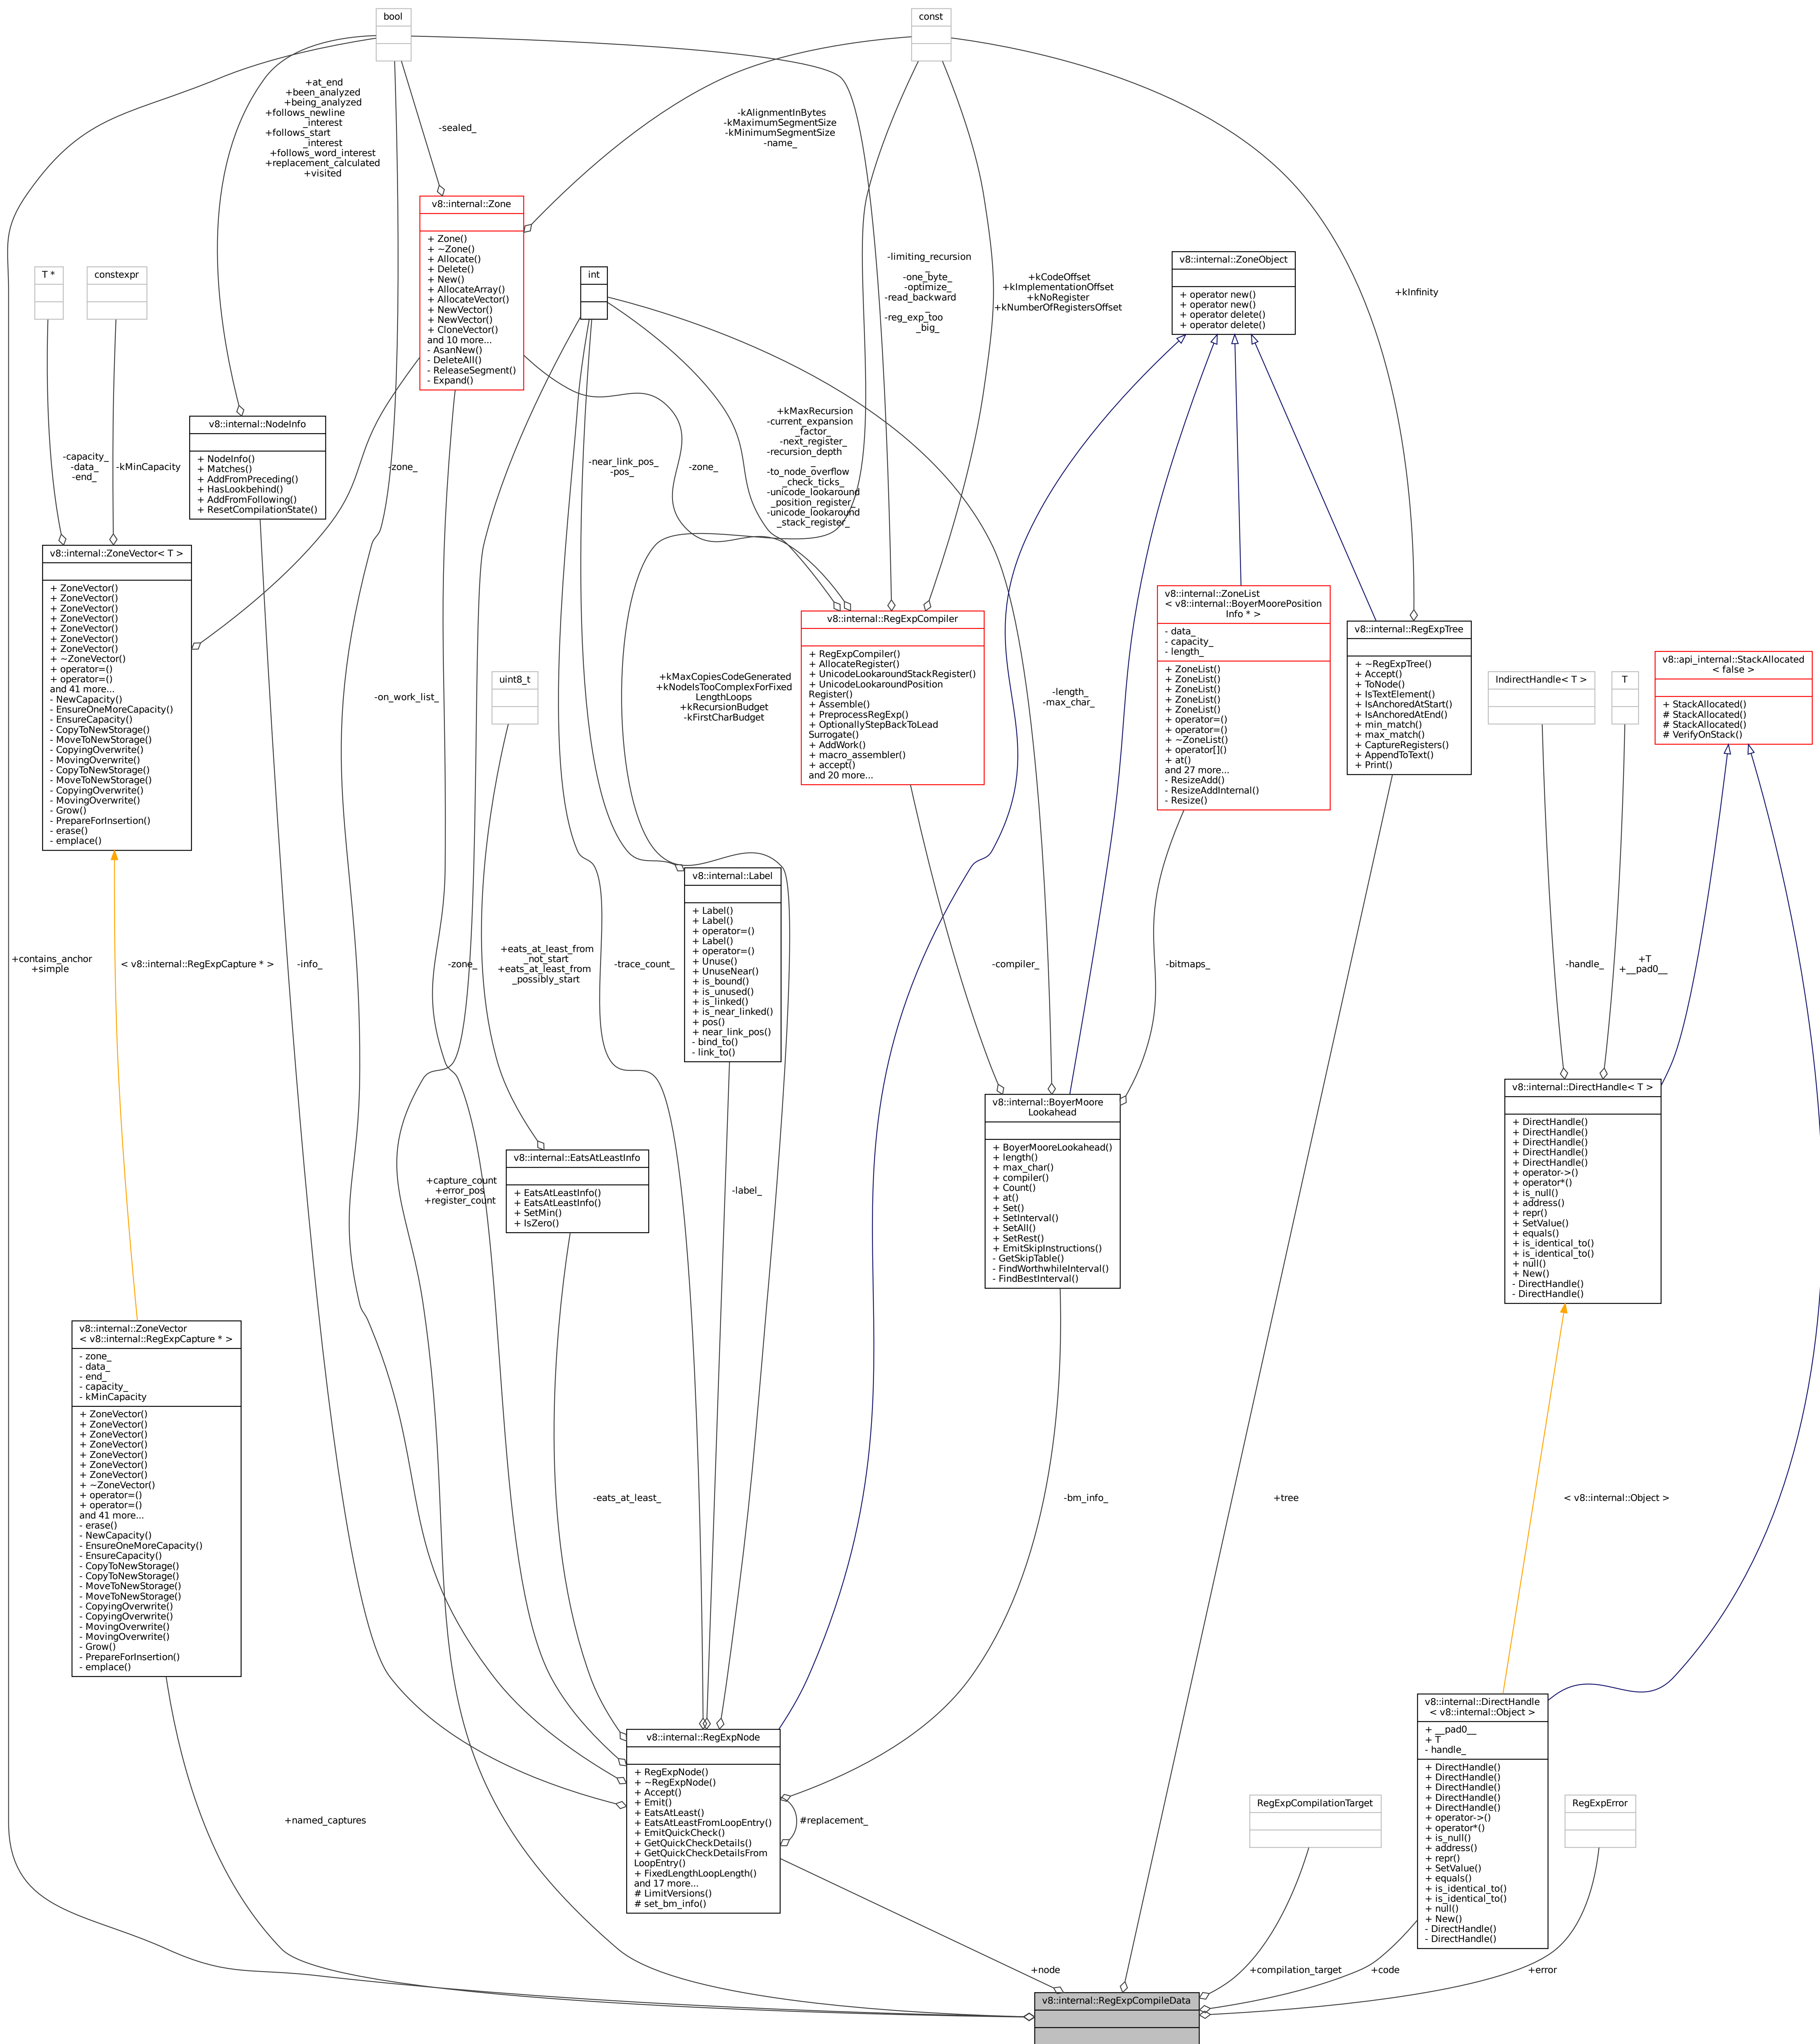 bool
const
+at_end
+been_analyzed
+being_analyzed
+follows_newline
_interest
+follows_start
_interest
+follows_word_interest
+replacement_calculated
+visited
-sealed_
-kAlignmentInBytes
-kMaximumSegmentSize
-kMinimumSegmentSize
-name_
v8::internal::Zone
+ Zone()
+ ~Zone()
+ Allocate()
+ Delete()
+ New()
+ AllocateArray()
+ AllocateVector()
+ NewVector()
+ NewVector()
+ CloneVector()
and 10 more...
- AsanNew()
- DeleteAll()
- ReleaseSegment()
- Expand()
T *
constexpr
int
-limiting_recursion
_
-one_byte_
-optimize_
-read_backward
_
-reg_exp_too
_big_
+kCodeOffset
+kImplementationOffset
+kNoRegister
+kNumberOfRegistersOffset
v8::internal::ZoneObject
+ operator new()
+ operator new()
+ operator delete()
+ operator delete()
+kInfinity
v8::internal::NodeInfo
+ NodeInfo()
+ Matches()
+ AddFromPreceding()
+ HasLookbehind()
+ AddFromFollowing()
+ ResetCompilationState()
-capacity_
-data_
-end_
-kMinCapacity
-zone_
-near_link_pos_
-pos_
-zone_
+kMaxRecursion
-current_expansion
_factor_
-next_register_
-recursion_depth
_
-to_node_overflow
_check_ticks_
-unicode_lookaround
_position_register_
-unicode_lookaround
_stack_register_
v8::internal::ZoneVector< T >
+ ZoneVector()
+ ZoneVector()
+ ZoneVector()
+ ZoneVector()
+ ZoneVector()
+ ZoneVector()
+ ZoneVector()
+ ~ZoneVector()
+ operator=()
+ operator=()
and 41 more...
- NewCapacity()
- EnsureOneMoreCapacity()
- EnsureCapacity()
- CopyToNewStorage()
- MoveToNewStorage()
- CopyingOverwrite()
- MovingOverwrite()
- CopyToNewStorage()
- MoveToNewStorage()
- CopyingOverwrite()
- MovingOverwrite()
- Grow()
- PrepareForInsertion()
- erase()
- emplace()
-on_work_list_
uint8_t
+kMaxCopiesCodeGenerated
+kNodeIsTooComplexForFixed
LengthLoops
+kRecursionBudget
-kFirstCharBudget
v8::internal::RegExpCompiler
+ RegExpCompiler()
+ AllocateRegister()
+ UnicodeLookaroundStackRegister()
+ UnicodeLookaroundPosition
Register()
+ Assemble()
+ PreprocessRegExp()
+ OptionallyStepBackToLead
Surrogate()
+ AddWork()
+ macro_assembler()
+ accept()
and 20 more...
-length_
-max_char_
v8::internal::ZoneList
< v8::internal::BoyerMoorePosition
Info * >
- data_
- capacity_
- length_
+ ZoneList()
+ ZoneList()
+ ZoneList()
+ ZoneList()
+ ZoneList()
+ operator=()
+ operator=()
+ ~ZoneList()
+ operator[]()
+ at()
and 27 more...
- ResizeAdd()
- ResizeAddInternal()
- Resize()
v8::internal::RegExpTree
+ ~RegExpTree()
+ Accept()
+ ToNode()
+ IsTextElement()
+ IsAnchoredAtStart()
+ IsAnchoredAtEnd()
+ min_match()
+ max_match()
+ CaptureRegisters()
+ AppendToText()
+ Print()
IndirectHandle< T >
T
v8::api_internal::StackAllocated
< false >
+ StackAllocated()
# StackAllocated()
# StackAllocated()
# VerifyOnStack()
+contains_anchor
+simple
< v8::internal::RegExpCapture * >
-info_
-zone_
+eats_at_least_from
_not_start
+eats_at_least_from
_possibly_start
-trace_count_
v8::internal::Label
+ Label()
+ Label()
+ operator=()
+ Label()
+ operator=()
+ Unuse()
+ UnuseNear()
+ is_bound()
+ is_unused()
+ is_linked()
+ is_near_linked()
+ pos()
+ near_link_pos()
- bind_to()
- link_to()
-compiler_
-bitmaps_
-handle_
+T
+__pad0__
+capture_count
+error_pos
+register_count
v8::internal::EatsAtLeastInfo
+ EatsAtLeastInfo()
+ EatsAtLeastInfo()
+ SetMin()
+ IsZero()
-label_
v8::internal::BoyerMoore
Lookahead
+ BoyerMooreLookahead()
+ length()
+ max_char()
+ compiler()
+ Count()
+ at()
+ Set()
+ SetInterval()
+ SetAll()
+ SetRest()
+ EmitSkipInstructions()
- GetSkipTable()
- FindWorthwhileInterval()
- FindBestInterval()
v8::internal::DirectHandle< T >
+ DirectHandle()
+ DirectHandle()
+ DirectHandle()
+ DirectHandle()
+ DirectHandle()
+ operator->()
+ operator*()
+ is_null()
+ address()
+ repr()
+ SetValue()
+ equals()
+ is_identical_to()
+ is_identical_to()
+ null()
+ New()
- DirectHandle()
- DirectHandle()
v8::internal::ZoneVector
< v8::internal::RegExpCapture * >
- zone_
- data_
- end_
- capacity_
- kMinCapacity
+ ZoneVector()
+ ZoneVector()
+ ZoneVector()
+ ZoneVector()
+ ZoneVector()
+ ZoneVector()
+ ZoneVector()
+ ~ZoneVector()
+ operator=()
+ operator=()
and 41 more...
- erase()
- NewCapacity()
- EnsureOneMoreCapacity()
- EnsureCapacity()
- CopyToNewStorage()
- CopyToNewStorage()
- MoveToNewStorage()
- MoveToNewStorage()
- CopyingOverwrite()
- CopyingOverwrite()
- MovingOverwrite()
- MovingOverwrite()
- Grow()
- PrepareForInsertion()
- emplace()
-eats_at_least_
-bm_info_
+tree
< v8::internal::Object >
v8::internal::RegExpNode
+ RegExpNode()
+ ~RegExpNode()
+ Accept()
+ Emit()
+ EatsAtLeast()
+ EatsAtLeastFromLoopEntry()
+ EmitQuickCheck()
+ GetQuickCheckDetails()
+ GetQuickCheckDetailsFrom
LoopEntry()
+ FixedLengthLoopLength()
and 17 more...
# LimitVersions()
# set_bm_info()
#replacement_
+named_captures
RegExpCompilationTarget
v8::internal::DirectHandle
< v8::internal::Object >
+ __pad0__
+ T
- handle_
+ DirectHandle()
+ DirectHandle()
+ DirectHandle()
+ DirectHandle()
+ DirectHandle()
+ operator->()
+ operator*()
+ is_null()
+ address()
+ repr()
+ SetValue()
+ equals()
+ is_identical_to()
+ is_identical_to()
+ null()
+ New()
- DirectHandle()
- DirectHandle()
RegExpError
+node
+compilation_target
+code
+error
v8::internal::RegExpCompileData